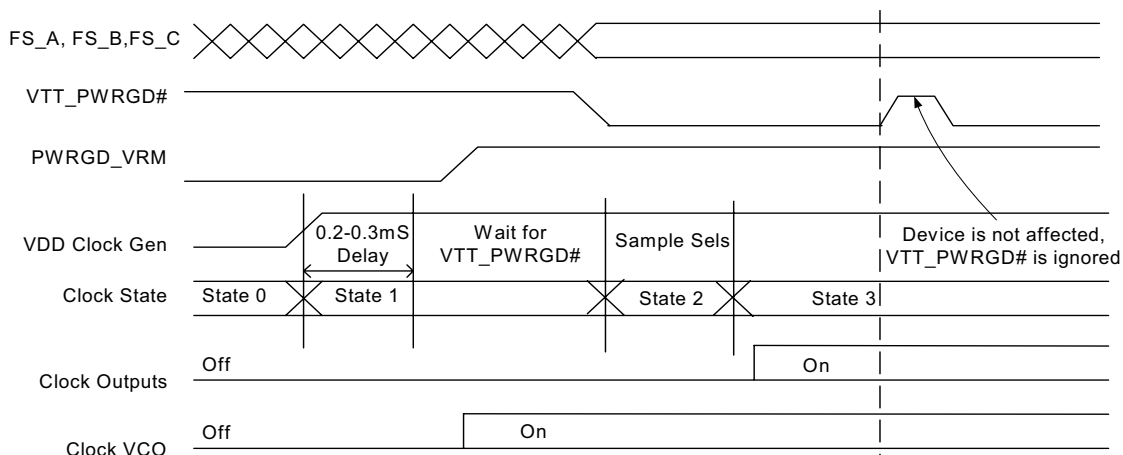 FS_A, FS_B,FS_C
VTT_PWRGD#
PWRGD_VRM
VDD Clock Gen
0.2-0.3mS
Delay
Wait for
VTT_PWRGD#
Sample Sels
Device is not affected,
VTT_PWRGD# is ignored
Clock State
State 0
State 1
State 2
State 3
Clock Outputs
Off
On
Clock VCO
Off
On